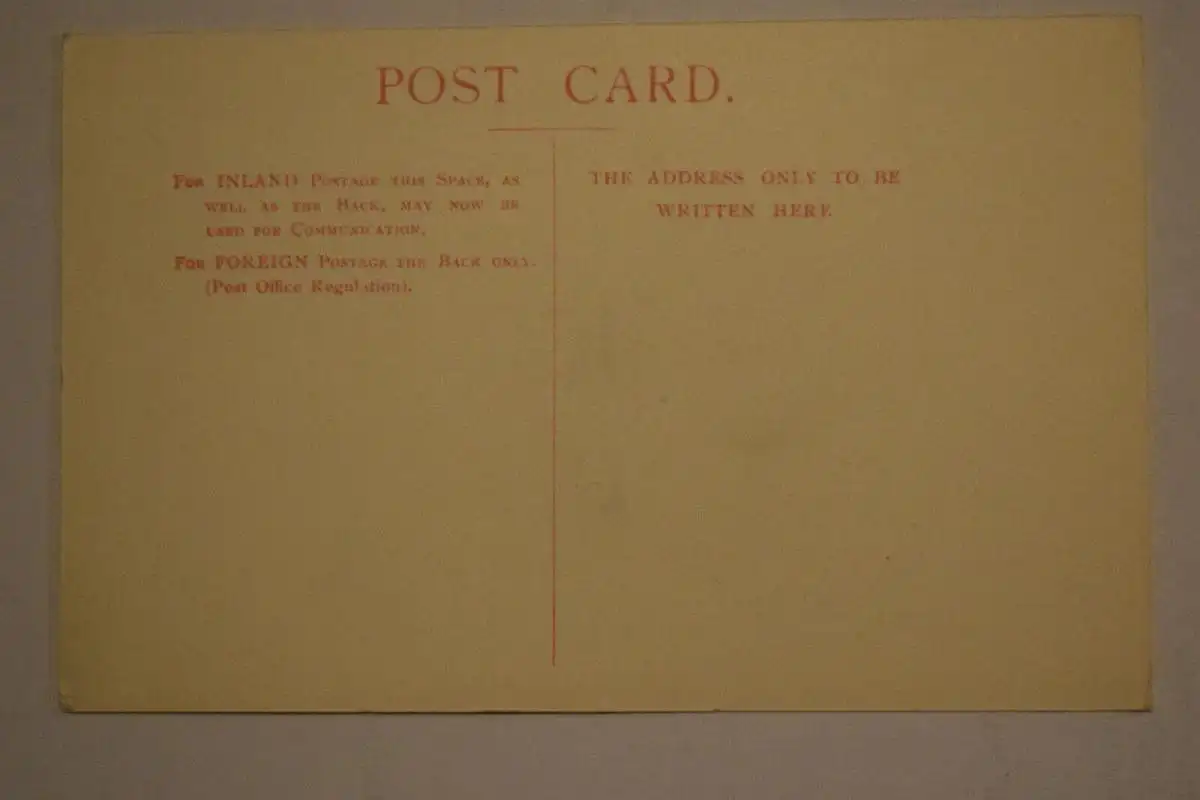 POST CARD.
For INLAND Postage this Space, as
well as the Back, may now be
used for Communication.
For FOREIGN Postage the Back only.
(Post Office Regulation).
THE ADDRESS ONLY TO BE
WRITTEN HERE